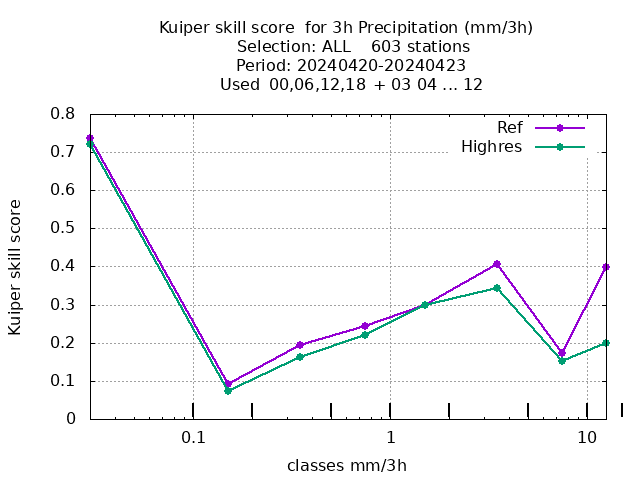 Kuiper skill score  for 3h Precipitation (mm/3h)
Selection: ALL    603 stations
Period: 20240420-20240423
Used  00,06,12,18  + 03 04 ... 12
Ref
Highres
0.8
0.7
0.6
0.5
0.4
0.3
0.2
0.1
0
Kuiper skill score
0.1 1 10
classes mm/3h